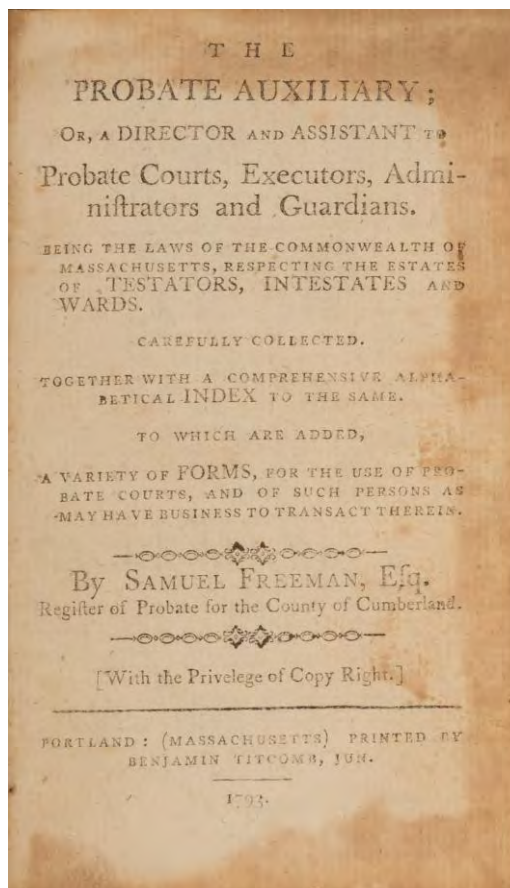 THE
PROBATE AUXILIARY;
OR, A DIRECTOR AND ASSISTANT TO
Probate Courts, Executors, Admi-
niſtrators and Guardians.
BEING THE LAWS OF THE COMMONWEALTH OF
MASSACHUSETTS, RESPECTING THE ESTATES
OF TESTATORS, INTESTATES AND
WARDS.
CAREFULLY COLLECTED.
TOGETHER WITH A COMPREHENSIVE ALPHA-
BETICAL INDEX TO THE SAME.
TO WHICH ARE ADDED,
A VARIETY OF FORMS, FOR THE USE OF PRO-
BATE COURTS, AND OF SUCH PERSONS AS
MAY HAVE BUSINESS TO TRANSACT THEREIN.
By SAMUEL FREEMAN, Eſq.
Regiſter of Probate for the County of Cumberland.
[With the Privelege of Copy Right.]
PORTLAND: (MASSACHUSETTS) PRINTED BY
BENJAMIN TITCOMB, JUN.
1793.